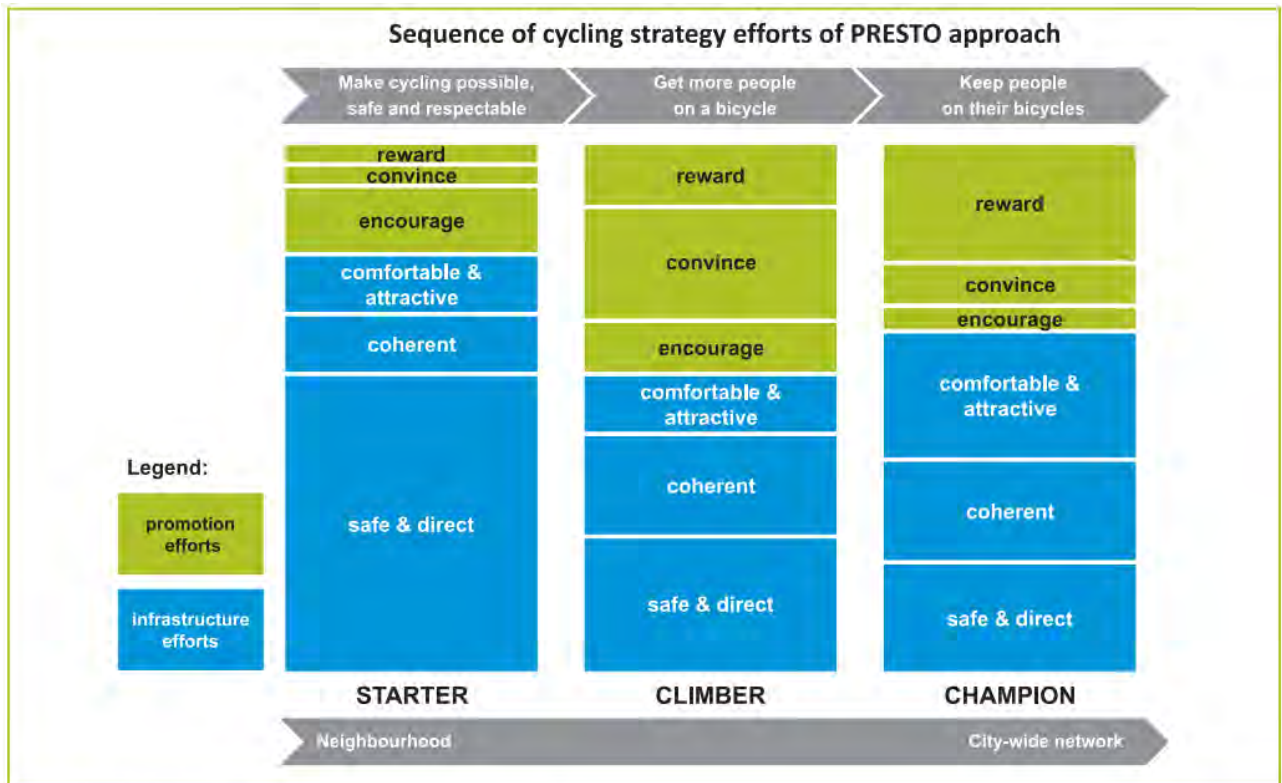 Sequence of cycling strategy efforts of PRESTO approach
Make cycling possible,
safe and respectable
Get more people
on a bicycle
Keep people
on their bicycles
reward
convince
encourage
comfortable &
attractive
coherent
safe & direct
reward
convince
encourage
comfortable &
attractive
coherent
safe & direct
reward
convince
encourage
comfortable &
attractive
coherent
safe & direct
Legend:
promotion
efforts
infrastructure
efforts
STARTER
CLIMBER
CHAMPION
Neighbourhood
City-wide network